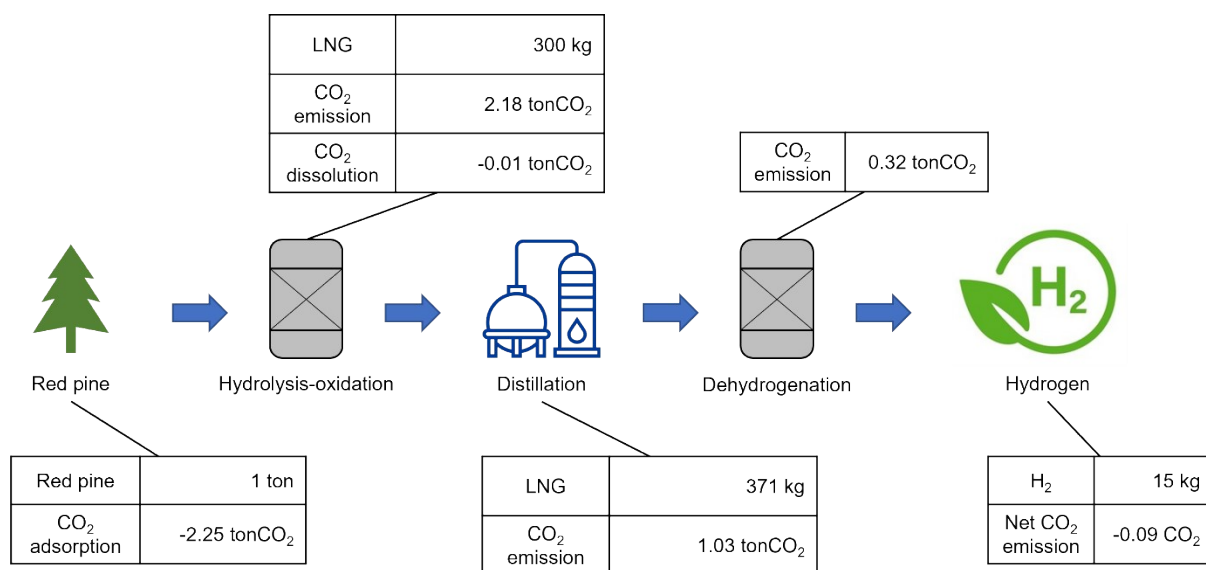 LNG 300 kg
CO₂ emission 2.18 tonCO₂
CO₂ dissolution -0.01 tonCO₂
CO₂ emission 0.32 tonCO₂
H₂
Red pine
Hydrolysis-oxidation
Distillation
Dehydrogenation
Hydrogen
Red pine 1 ton
CO₂ adsorption -2.25 tonCO₂
LNG 371 kg
CO₂ emission 1.03 tonCO₂
H₂ 15 kg
Net CO₂ emission -0.09 CO₂